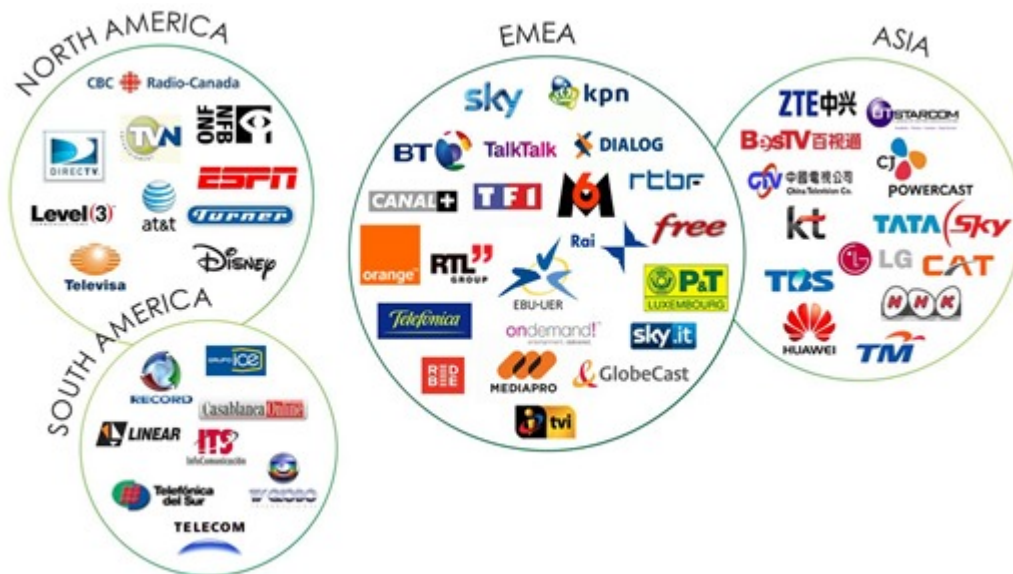 NORTH AMERICA
CBC Radio-Canada
DIRECTV.
TVN
ONF
NFB
ESPN
Level(3)
at&t
Turner
Televisa
Disney
SOUTH AMERICA
RECORD
GRUPO ice
Casablanca Online
LINEAR
ITS
InfoComunicación
Telefónica
del Sur
TV GLOBO
TELECOM
EMEA
sky
kpn
BT
TalkTalk
DIALOG
CANAL+
TF1
M6
rtbf
orange
RTL
GROUP
Rai
free
EBU-UER
P&T
LUXEMBOURG
Telefónica
ondemand!
sky.it
MEDIAPRO
GlobeCast
tvi
ASIA
ZTE中兴
UTSTARCOM
BesTV百视通
CTV 中國電視公司
China Television Co.
CJ
POWERCAST
kt
TATA Sky
LG
CAT
TBS
NHK
HUAWEI
TM